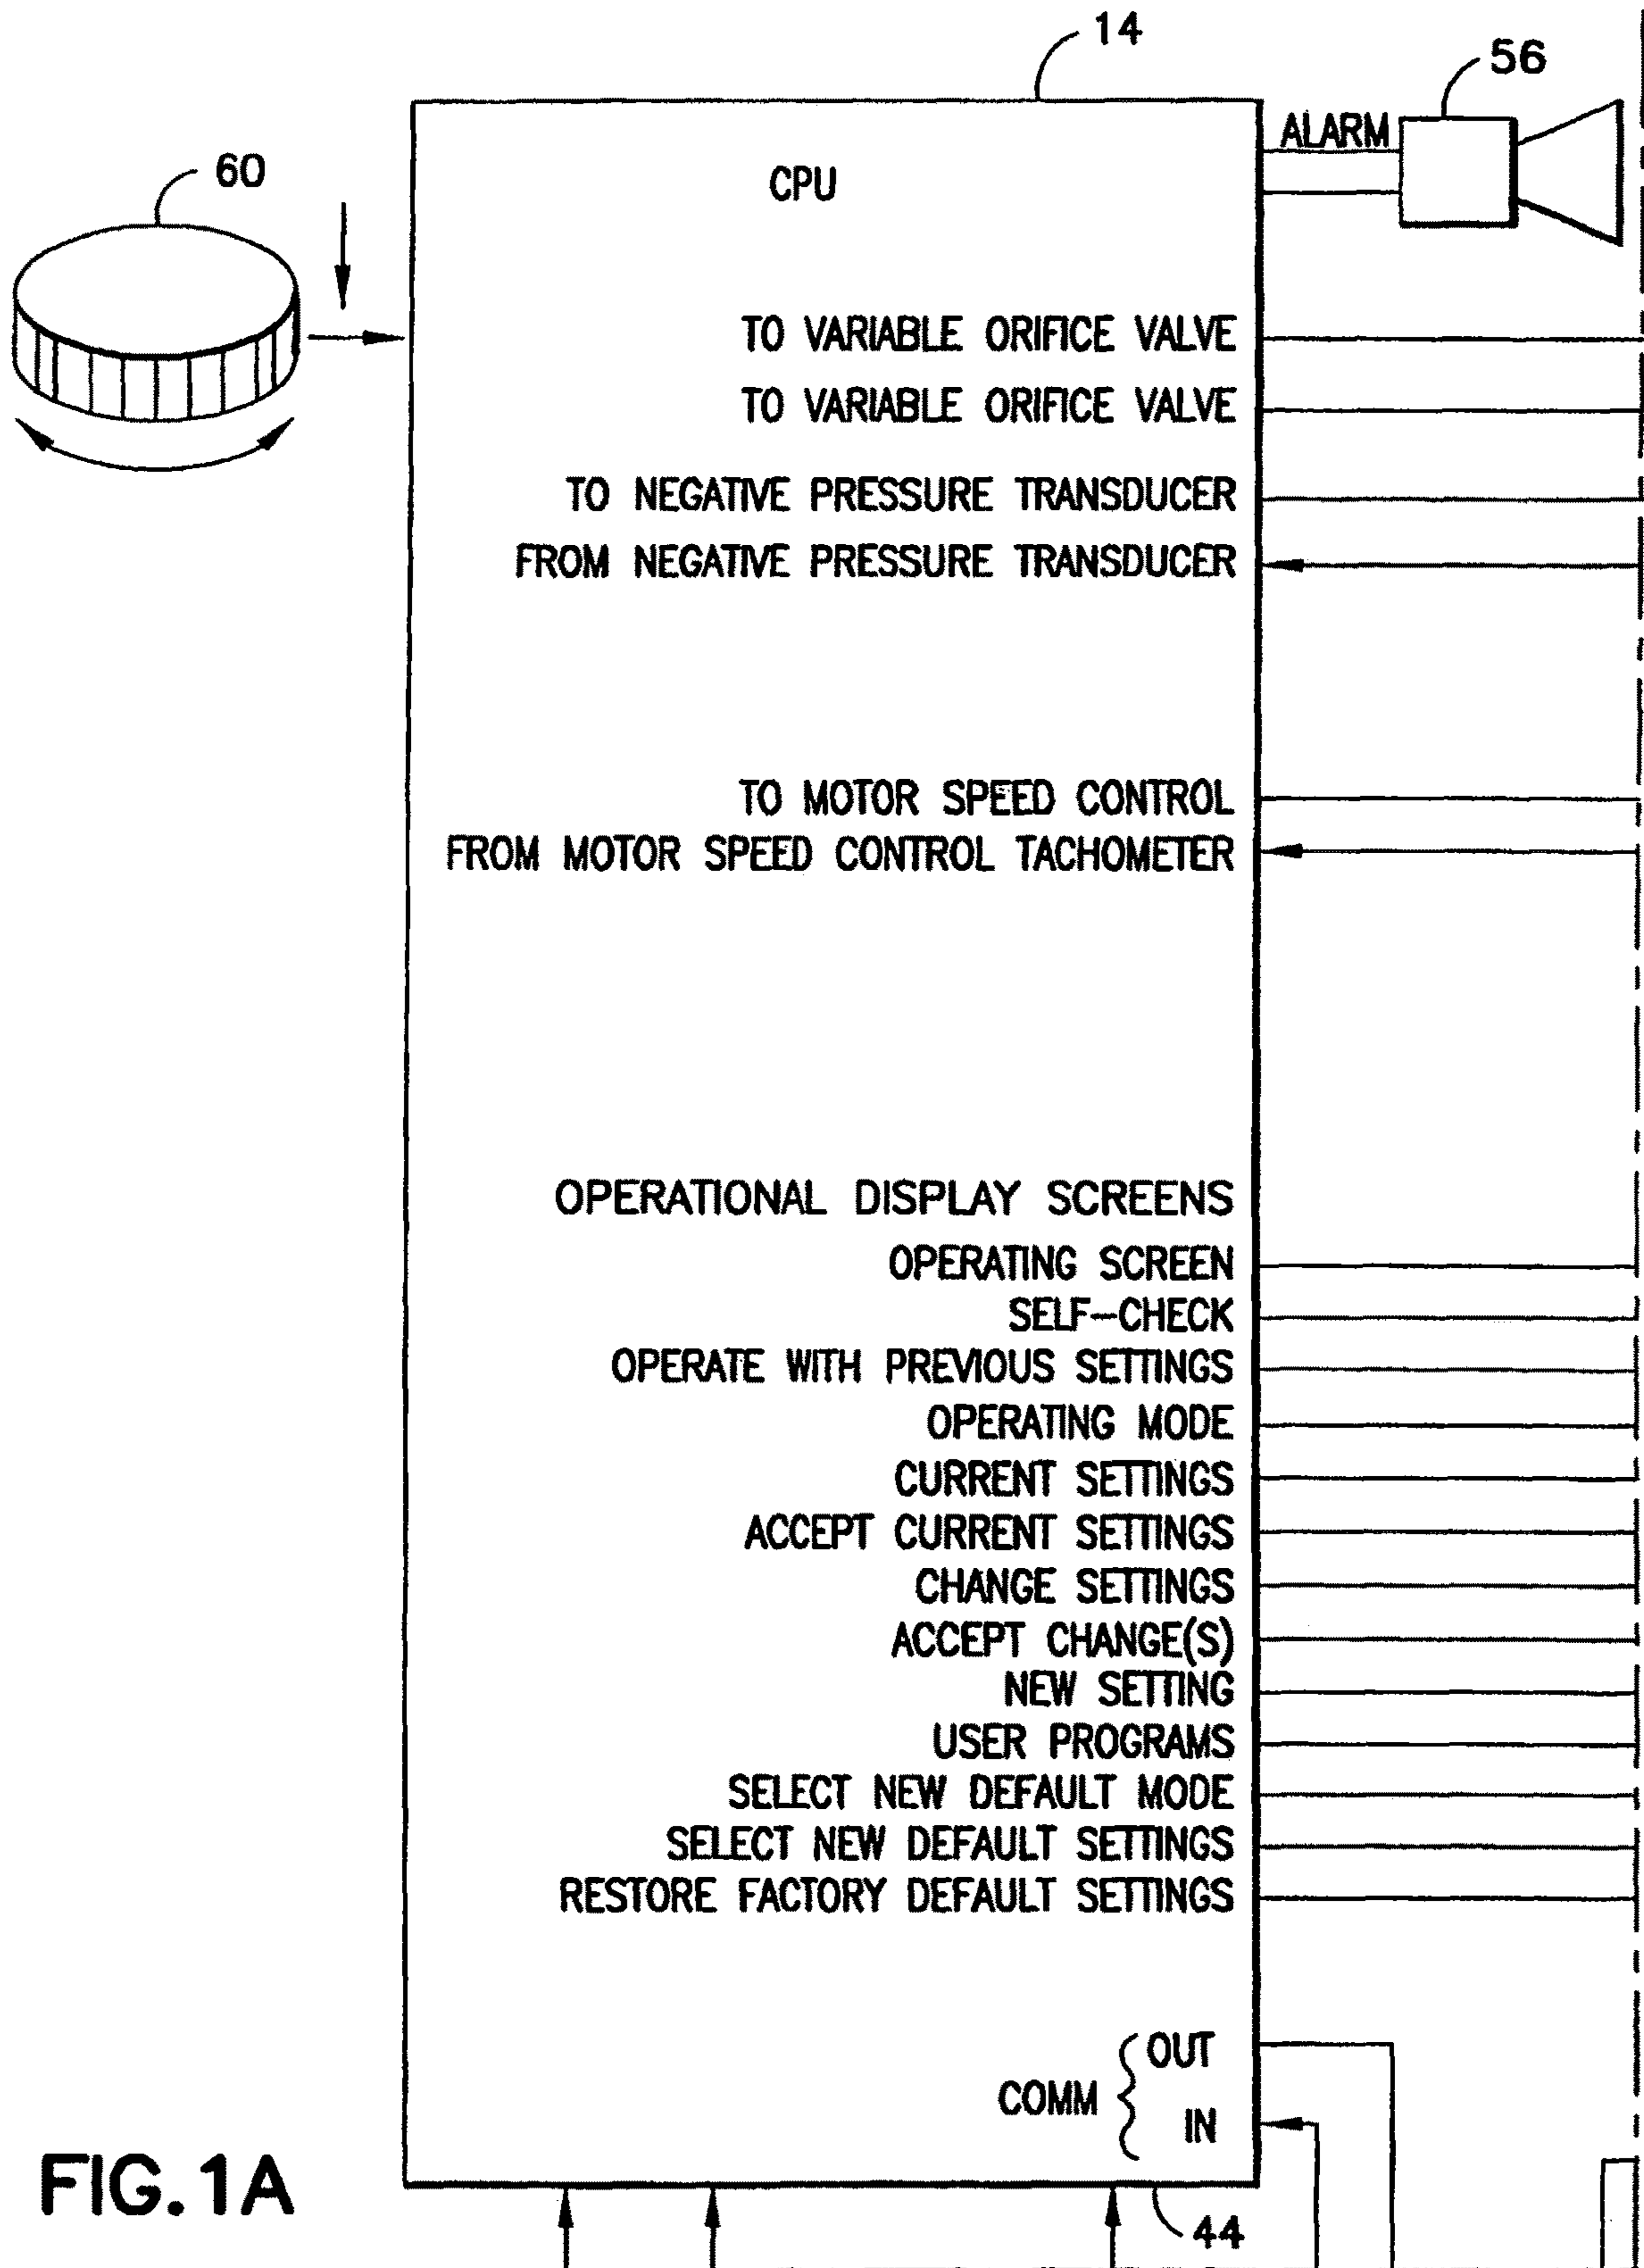 14
56
ALARM
60
CPU
TO VARIABLE ORIFICE VALVE
TO VARIABLE ORIFICE VALVE
TO NEGATIVE PRESSURE TRANSDUCER
FROM NEGATIVE PRESSURE TRANSDUCER
TO MOTOR SPEED CONTROL
FROM MOTOR SPEED CONTROL TACHOMETER
OPERATIONAL DISPLAY SCREENS
OPERATING SCREEN
SELF-CHECK
OPERATE WITH PREVIOUS SETTINGS
OPERATING MODE
CURRENT SETTINGS
ACCEPT CURRENT SETTINGS
CHANGE SETTINGS
ACCEPT CHANGE(S)
NEW SETTING
USER PROGRAMS
SELECT NEW DEFAULT MODE
SELECT NEW DEFAULT SETTINGS
RESTORE FACTORY DEFAULT SETTINGS
OUT
COMM
IN
FIG.1A
44